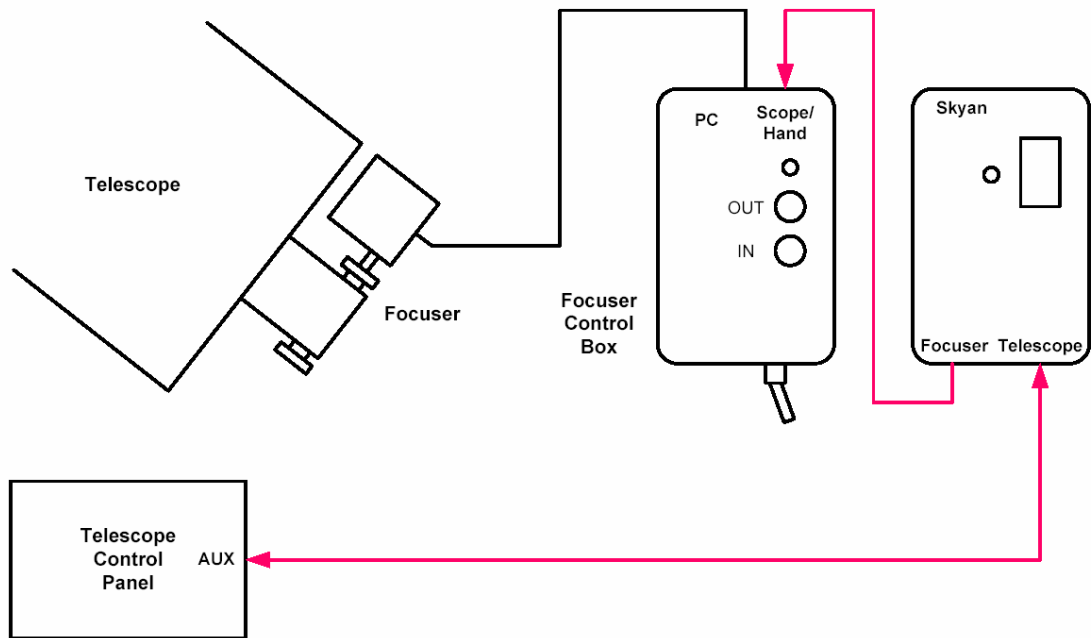 PC
Scope/
Hand
Skyan
Telescope
OUT
IN
Focuser
Focuser
Control
Box
Focuser Telescope
Telescope
Control
Panel
AUX